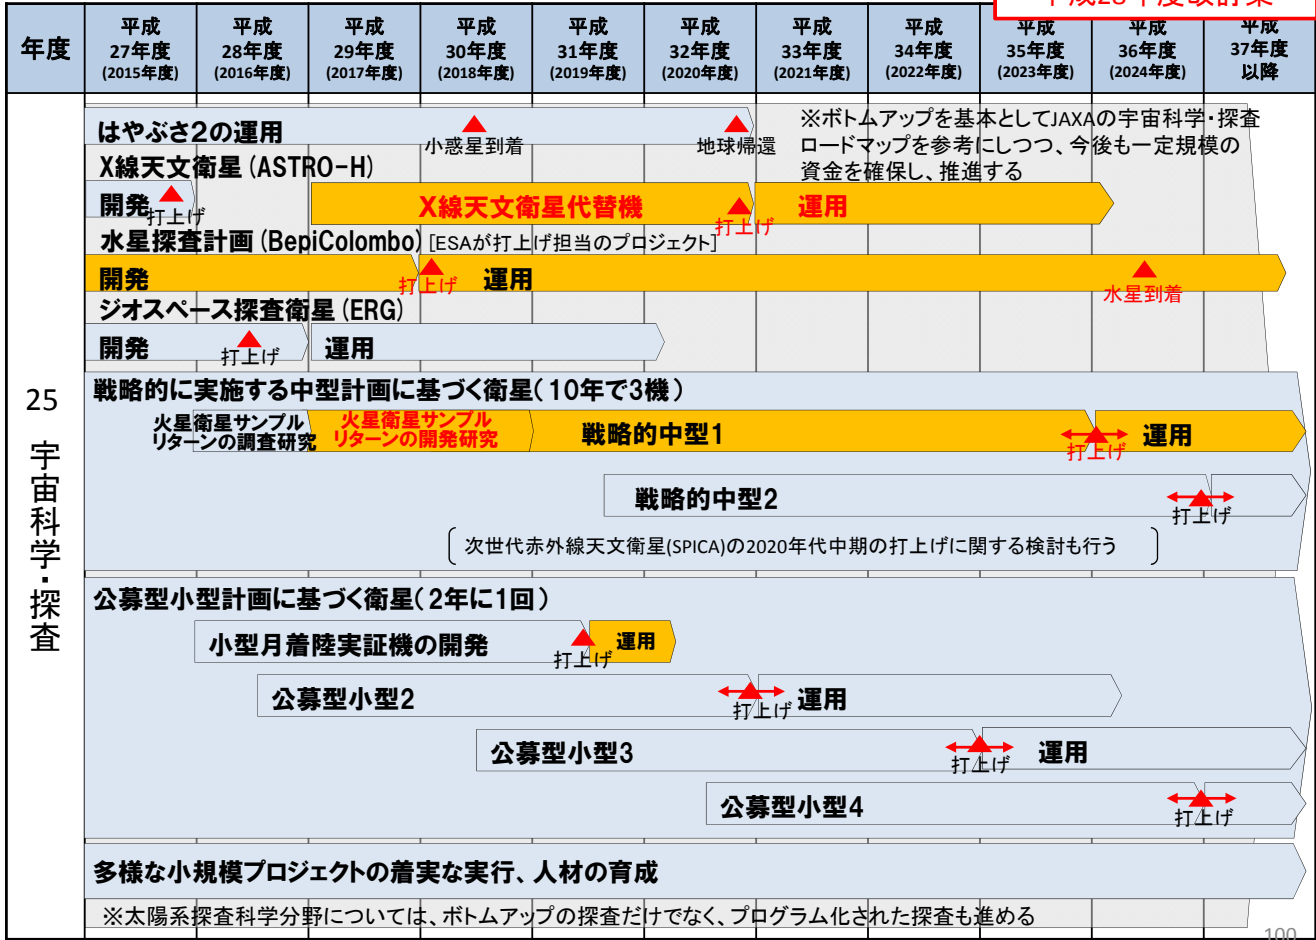 平成28年度改訂案
年度
平成
27年度
(2015年度)
平成
28年度
(2016年度)
平成
29年度
(2017年度)
平成
30年度
(2018年度)
平成
31年度
(2019年度)
平成
32年度
(2020年度)
平成
33年度
(2021年度)
平成
34年度
(2022年度)
平成
35年度
(2023年度)
平成
36年度
(2024年度)
平成
37年度
以降
25
宇宙科学・探査
はやぶさ2の運用
小惑星到着
地球帰還
※ボトムアップを基本としてJAXAの宇宙科学・探査
ロードマップを参考にしつつ、今後も一定規模の
資金を確保し、推進する
X線天文衛星(ASTRO-H)
開発
打上げ
X線天文衛星代替機
打上げ
運用
水星探査計画(BepiColombo)[ESAが打上げ担当のプロジェクト]
開発
打上げ
運用
水星到着
ジオスペース探査衛星(ERG)
開発
打上げ
運用
戦略的に実施する中型計画に基づく衛星(10年で3機)
火星衛星サンプル
リターンの調査研究
火星衛星サンプル
リターンの開発研究
戦略的中型1
打上げ
運用
戦略的中型2
打上げ
次世代赤外線天文衛星(SPICA)の2020年代中期の打上げに関する検討も行う
公募型小型計画に基づく衛星(2年に1回)
小型月着陸実証機の開発
打上げ
運用
公募型小型2
打上げ
運用
公募型小型3
打上げ
運用
公募型小型4
打上げ
多様な小規模プロジェクトの着実な実行、人材の育成
※太陽系探査科学分野については、ボトムアップの探査だけでなく、プログラム化された探査も進める
100